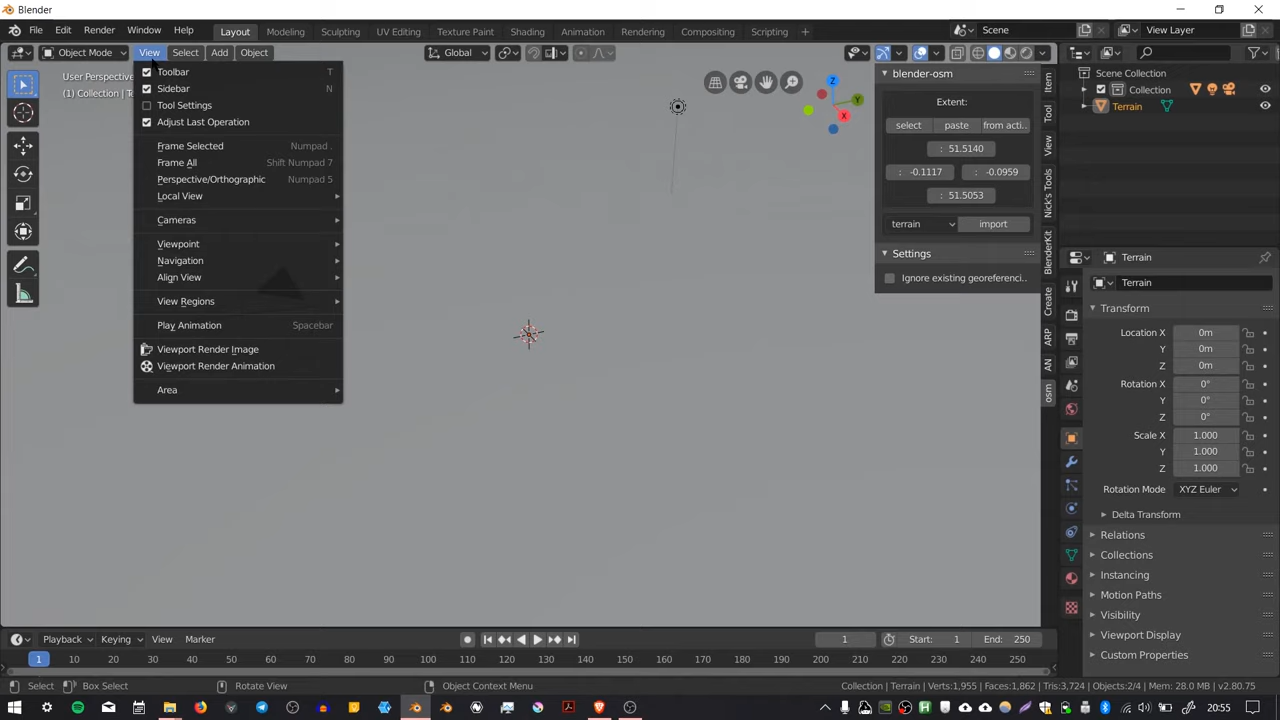 Blender
File Edit Render Window Help Layout Modeling Sculpting UV Editing Texture Paint Shading Animation Rendering Compositing Scripting + Scene View Layer
Object Mode View Select Add Object Global
User Perspective
(1) Collection | Te
Toolbar T
Sidebar N
Tool Settings
Adjust Last Operation
Frame Selected Numpad .
Frame All Shift Numpad 7
Perspective/Orthographic Numpad 5
Local View
Cameras
Viewpoint
Navigation
Align View
View Regions
Play Animation Spacebar
Viewport Render Image
Viewport Render Animation
Area
Z
Y
X
blender-osm
Extent:
select paste from acti..
: 51.5140
: -0.1117 : -0.0959
: 51.5053
terrain import
Settings
Ignore existing georeferenci..
Item
Tool
View
Nick's Tools
BlenderKit
Create
ARP
AN
osm
Scene Collection
Collection
Terrain
Terrain
Terrain
Transform
Location X 0m
Y 0m
Z 0m
Rotation X 0°
Y 0°
Z 0°
Scale X 1.000
Y 1.000
Z 1.000
Rotation Mode XYZ Euler
Delta Transform
Relations
Collections
Instancing
Motion Paths
Visibility
Viewport Display
Custom Properties
Playback Keying View Marker 1 Start: 1 End: 250
1 10 20 30 40 50 60 70 80 90 100 110 120 130 140 150 160 170 180 190 200 210 220 230 240 250
Select Box Select Rotate View Object Context Menu Collection | Terrain | Verts:1,955 | Faces:1,862 | Tris:3,724 | Objects:2/4 | Mem: 28.0 MB | v2.80.75
20:55